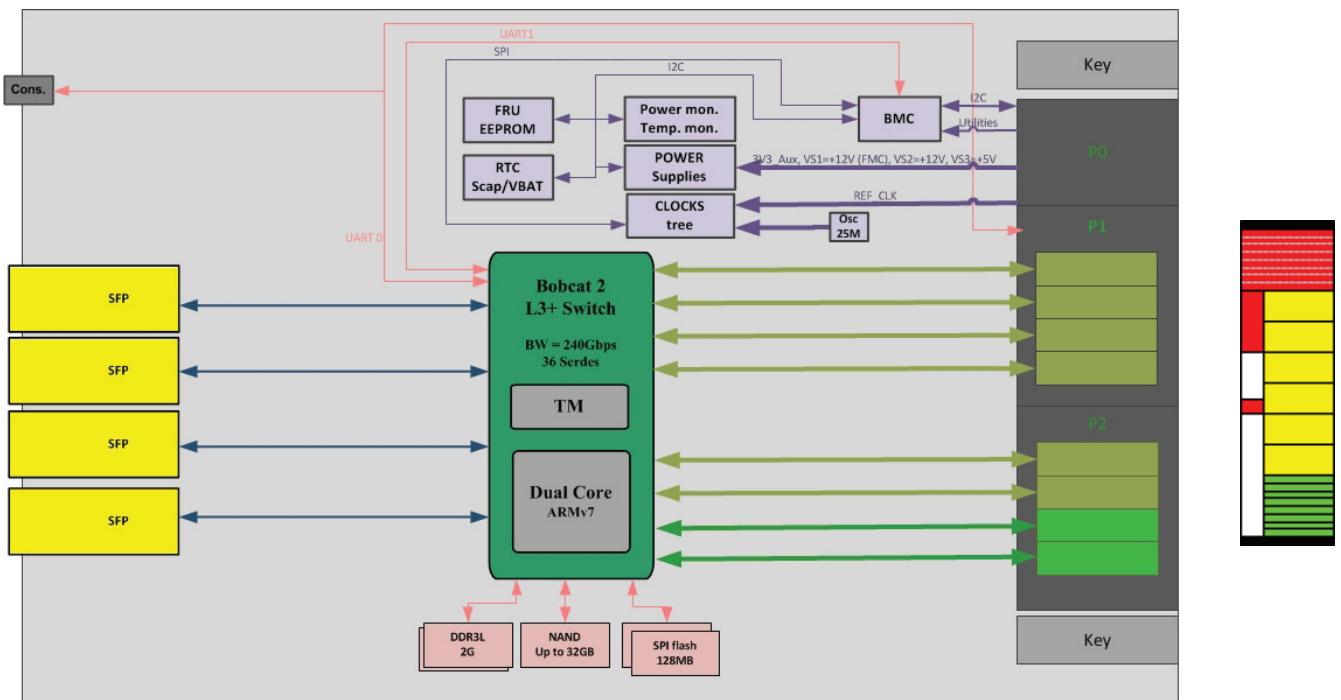 UART1
SPI
I2C
Key
Cons.
FRU
EEPROM
Power mon.
Temp. mon.
BMC
I2C
Utilities
P0
RTC
Scap/VBAT
POWER
Supplies
3V3_Aux, VS1=+12V (FMC), VS2=+12V, VS3=+5V
CLOCKS
tree
REF_CLK
Osc
25M
UART 0
P1
SFP
SFP
SFP
SFP
Bobcat 2
L3+ Switch
BW = 240Gbps
36 Serdes
TM
Dual Core
ARMv7
P2
DDR3L
2G
NAND
Up to 32GB
SPI flash
128MB
Key